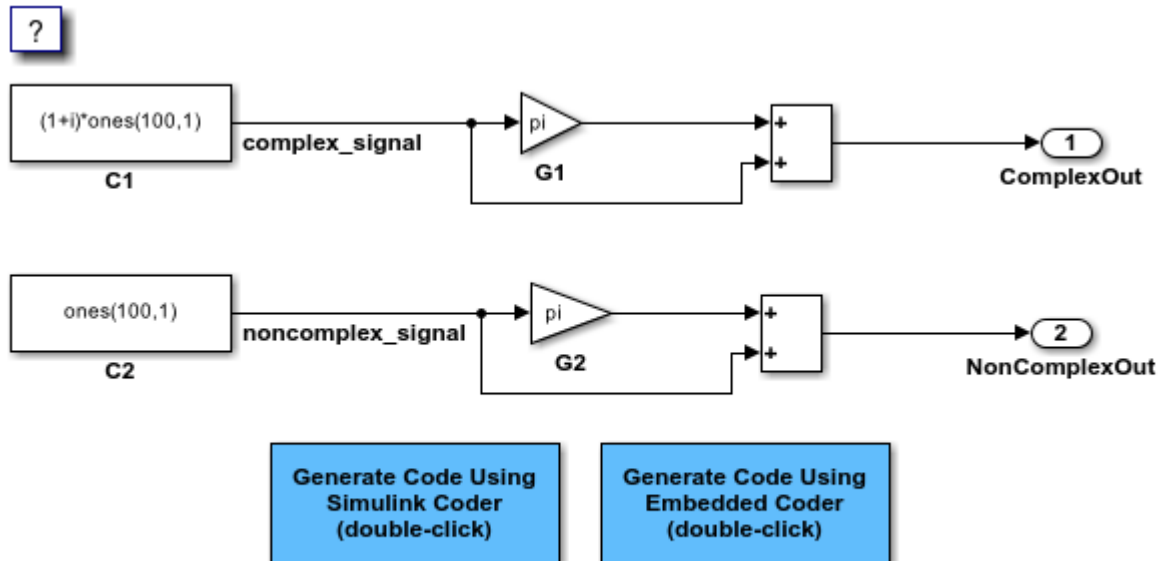 ?
(1+i)*ones(100,1)
complex_signal
C1
pi
G1
+
+
1
ComplexOut
ones(100,1)
noncomplex_signal
C2
pi
G2
+
+
2
NonComplexOut
Generate Code Using
Simulink Coder
(double-click)
Generate Code Using
Embedded Coder
(double-click)